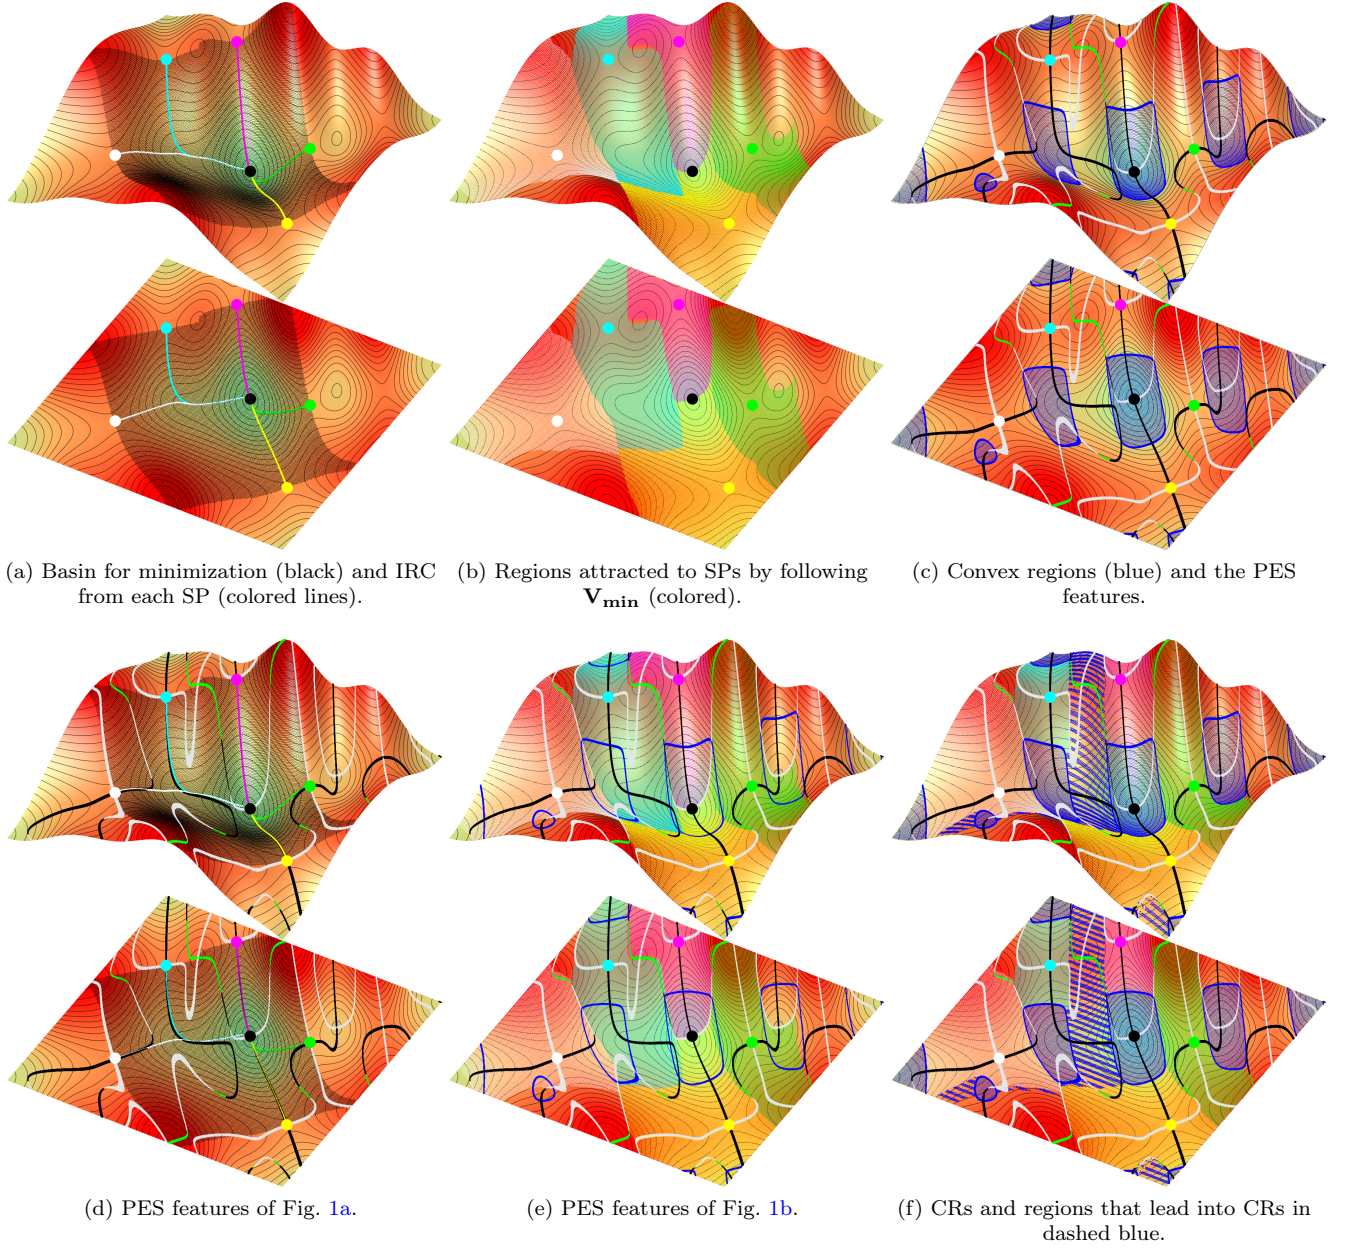 (a) Basin for minimization (black) and IRC
from each SP (colored lines).
(b) Regions attracted to SPs by following
V_min (colored).
(c) Convex regions (blue) and the PES
features.
(d) PES features of Fig. 1a.
(e) PES features of Fig. 1b.
(f) CRs and regions that lead into CRs in
dashed blue.